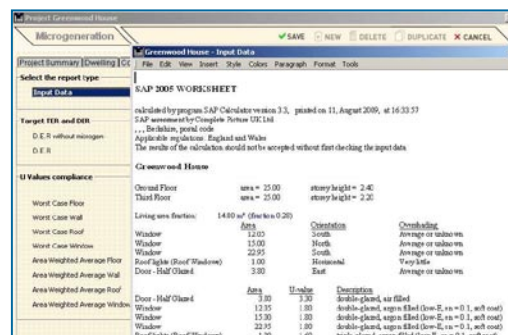 Project Greenwood House
Microgeneration
SAVE NEW DELETE DUPLICATE CANCEL
Project Summary Dwelling
Select the report type
Input Data
Target TER and DER
D.E.R without microgen
D.E.R
U Values compliance
Worst Case Floor
Worst Case Wall
Worst Case Roof
Worst Case Window
Area Weighted Average Floor
Area Weighted Average Wall
Area Weighted Average Roof
Area Weighted Average Window
Greenwood House - Input Data
File Edit View Insert Style Colors Paragraph Format Tools
SAP 2005 WORKSHEET
calculated by program SAP Calculator version 3.3, printed on 11, August 2009, at 16:33:57
SAP assessment by Complete Picture UK Ltd
, , , Berkshire, postal code
Applicable regulations: England and Wales
The results of the calculation should not be accepted without first checking the input data
Greenwood House
Ground Floor area = 25.00 storey height = 2.40
Third Floor area = 25.00 storey height = 2.20
Living area fraction: 14.80 m² (fraction 0.20)
Area Orientation Overshading
Window 12.05 South Average or unknown
Window 15.00 North Average or unknown
Window 22.95 South Average or unknown
Roof lights (Roof Windows) 1.00 Horizontal Very little
Door - Half Glazed 3.80 East Average or unknown
Area U-value Description
Door - Half Glazed 3.80 3.30 double-glazed, air filled
Window 12.35 1.80 double-glazed, argon filled (low-E, en = 0.1, soft coat)
Window 15.30 1.80 double-glazed, argon filled (low-E, en = 0.1, soft coat)
Window 22.95 1.80 double-glazed, argon filled (low-E, en = 0.1, soft coat)